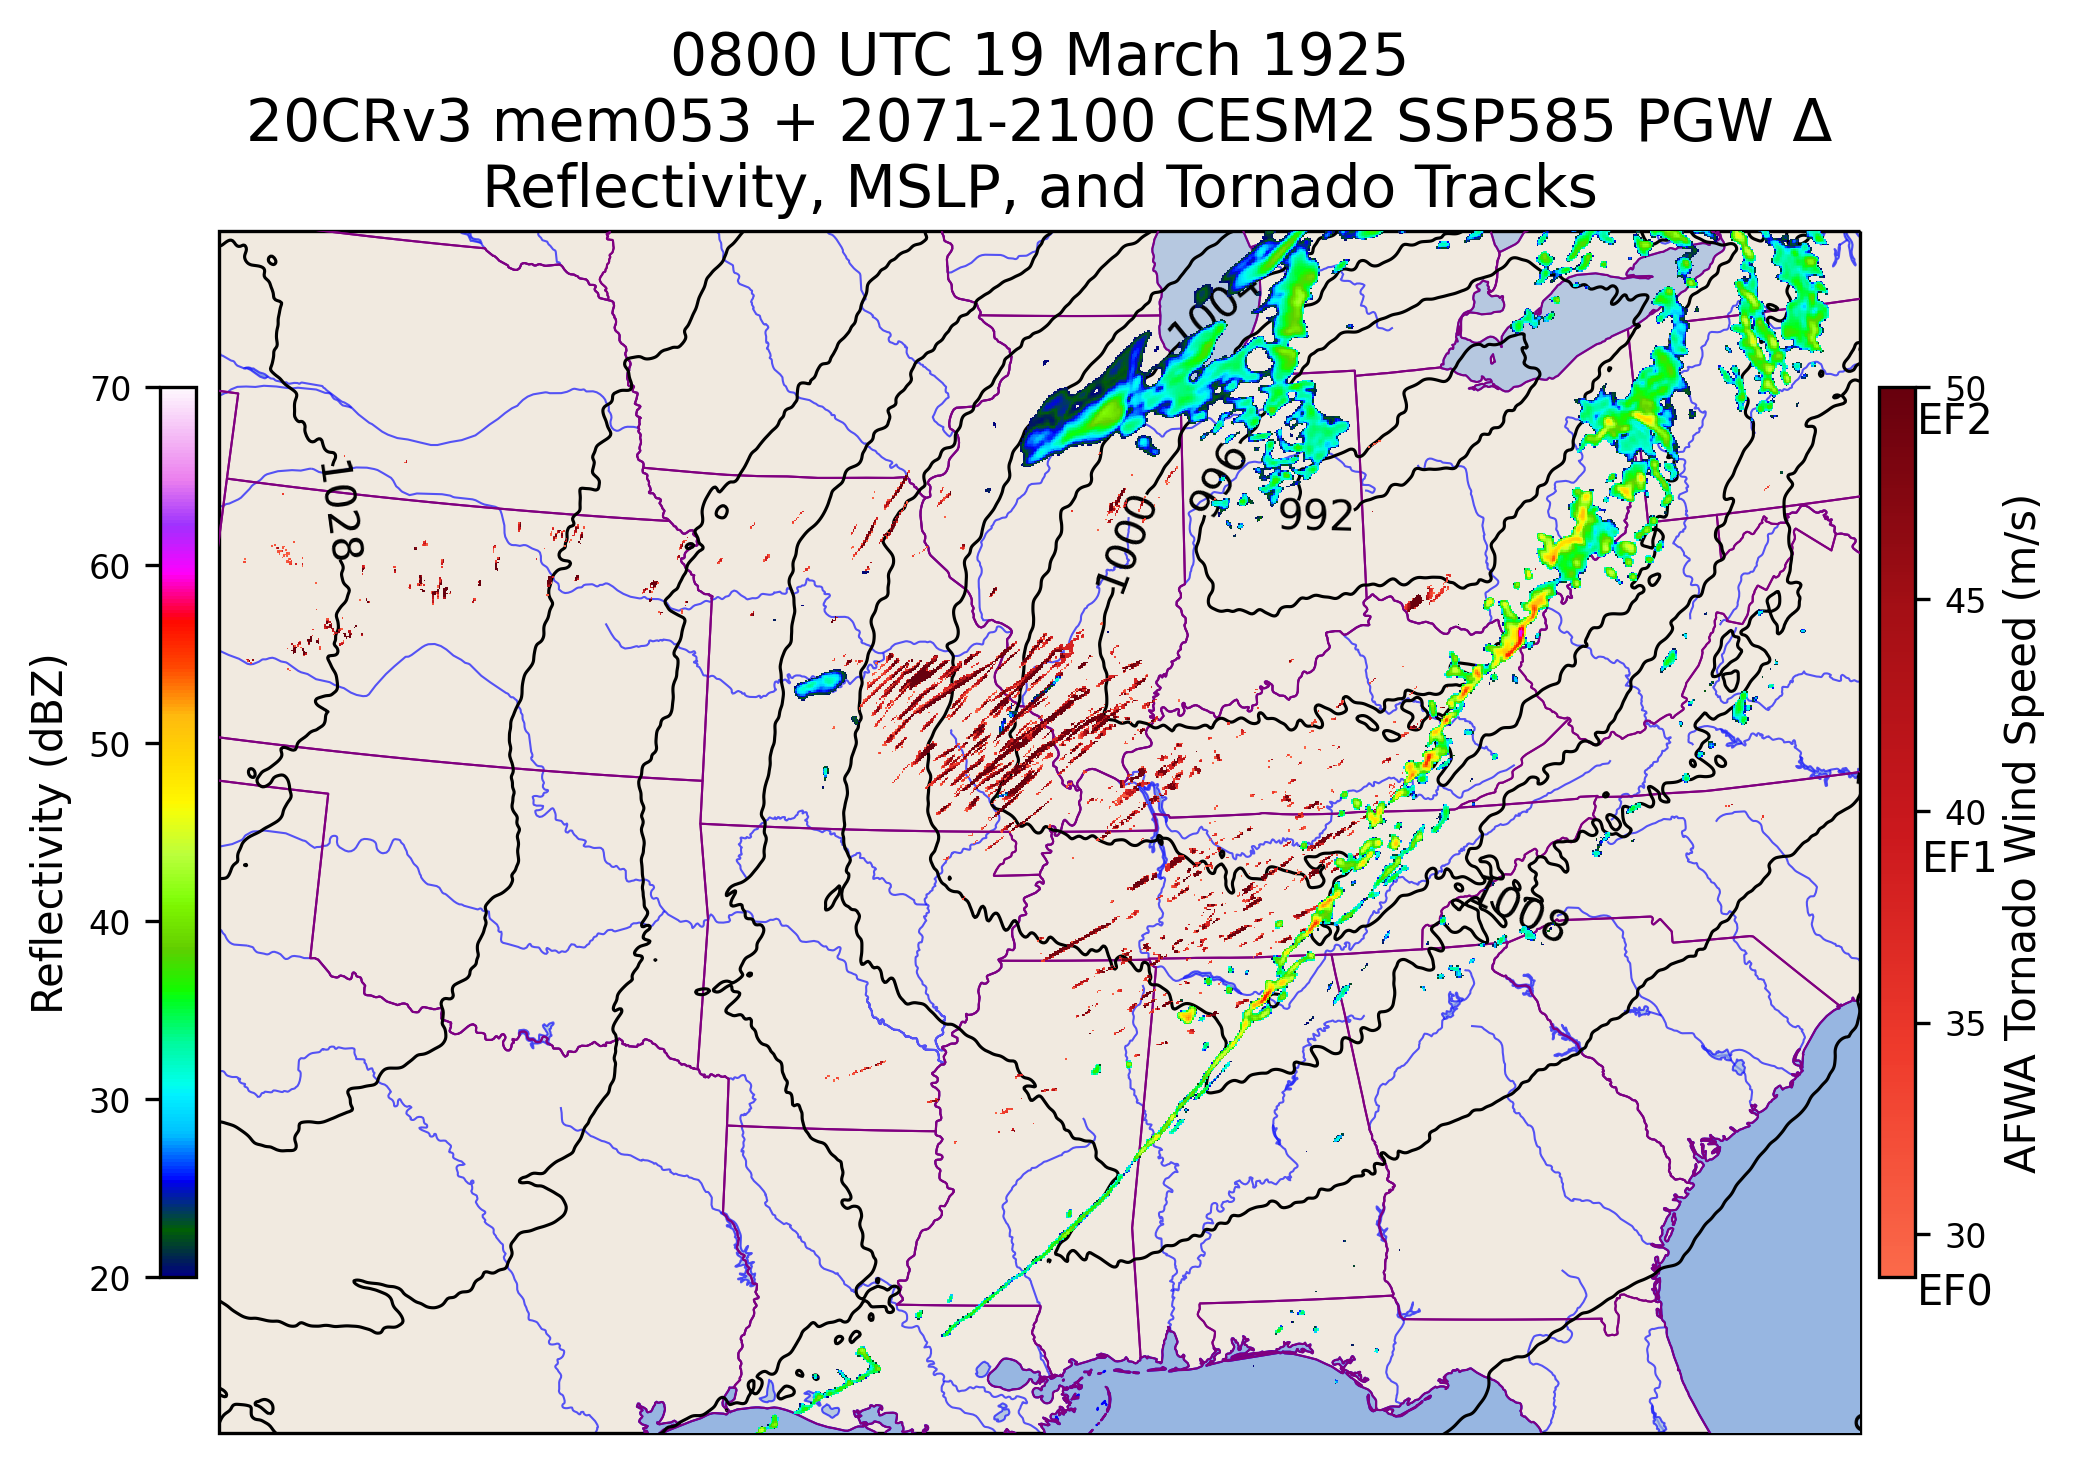 0800 UTC 19 March 1925
20CRv3 mem053 + 2071-2100 CESM2 SSP585 PGW Δ
Reflectivity, MSLP, and Tornado Tracks
Reflectivity (dBZ)
70
60
50
40
30
20
1028
1004
996
992
1000
1008
50
EF2
45
40
EF1
35
30
EF0
AFWA Tornado Wind Speed (m/s)